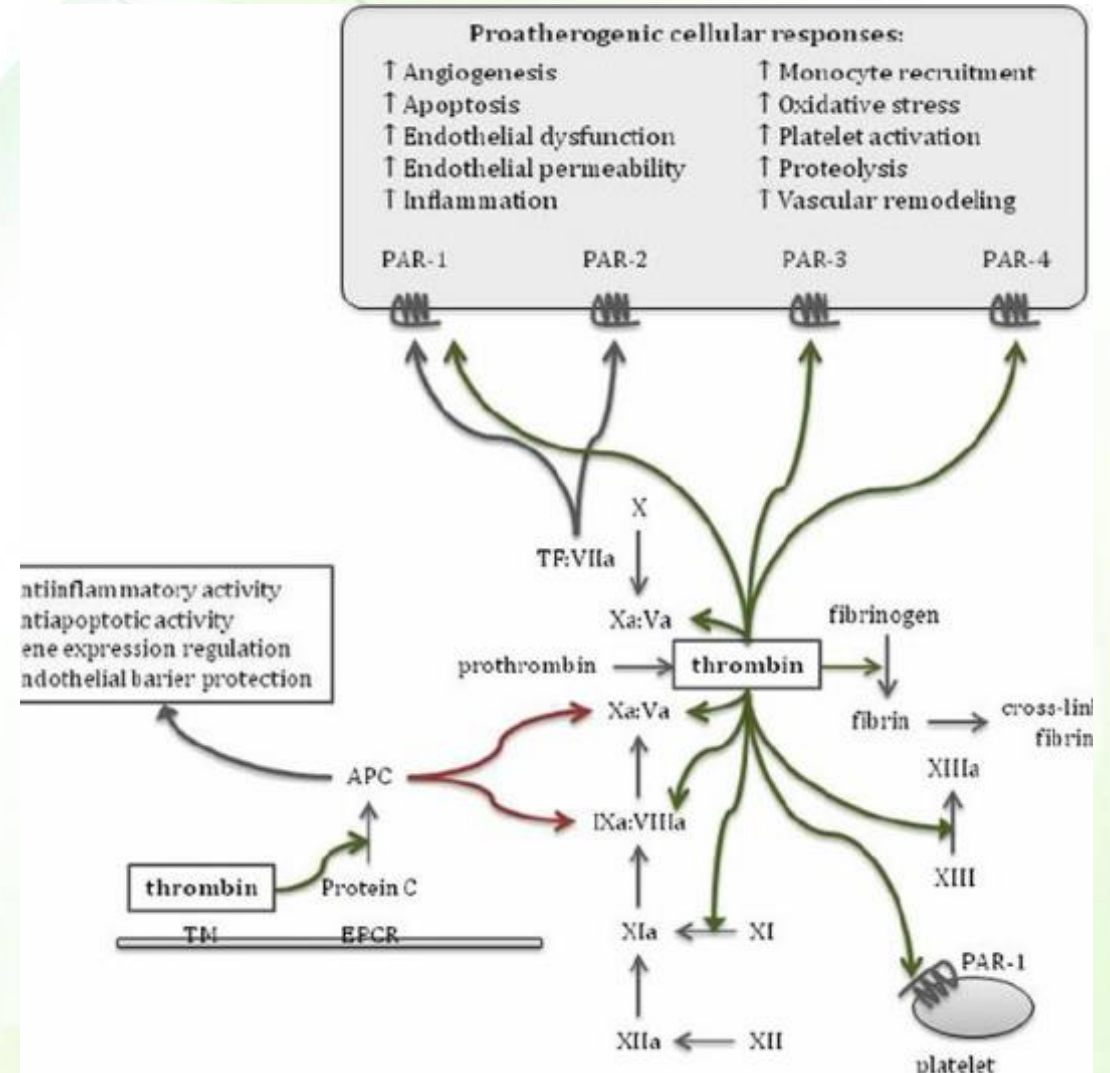 Proatherogenic cellular responses:
↑ Angiogenesis
↑ Apoptosis
↑ Endothelial dysfunction
↑ Endothelial permeability
↑ Inflammation
↑ Monocyte recruitment
↑ Oxidative stress
↑ Platelet activation
↑ Proteolysis
↑ Vascular remodeling
PAR-1 PAR-2 PAR-3 PAR-4
X
TF:VIIa
ntiinflammatory activity
ntiapoptotic activity
ene expression regulation
ndothelial barrier protection
Xa:Va
fibrinogen
prothrombin
thrombin
Xa:Va
fibrin
cross-lin
fibrin
XIIIa
APC
IXa:VIIIa
XIII
thrombin
Protein C
TM
EPCR
XIa
XI
PAR-1
XIIa
XII
platelet